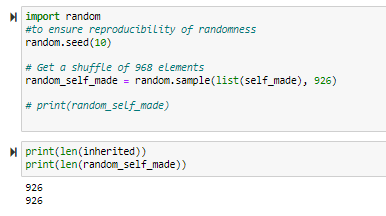 import random
#to ensure reproducibility of randomness
random.seed(10)
# Get a shuffle of 968 elements
random_self_made = random.sample(list(self_made), 926)
# print(random_self_made)
print(len(inherited))
print(len(random_self_made))
926
926